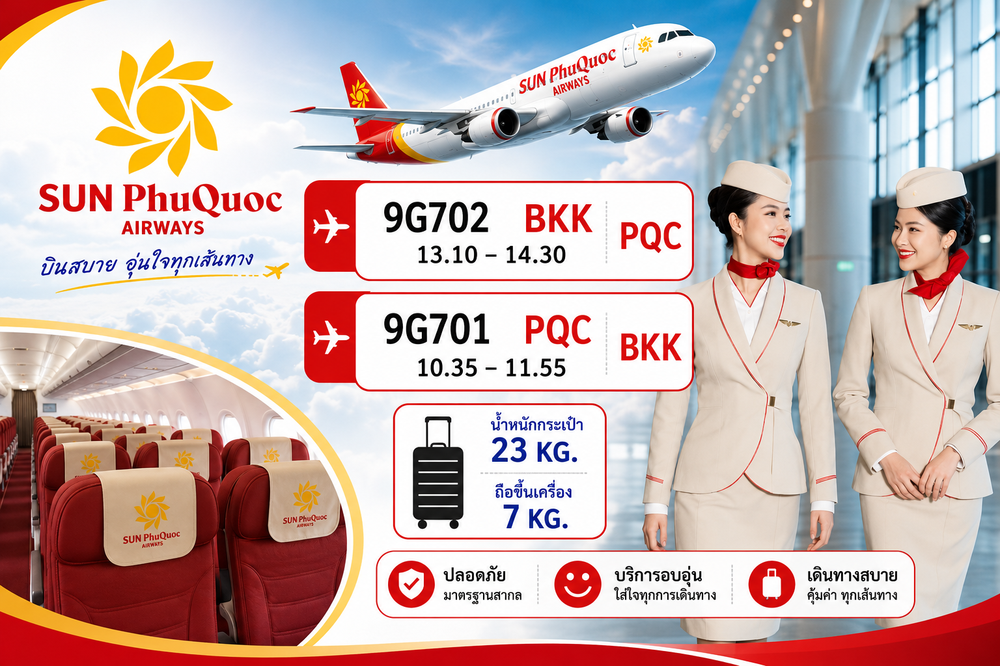 SUN PhuQuoc
AIRWAYS
บินสบาย อุ่นใจทุกเส้นทาง
SUN PhuQuoc
AIRWAYS
9G702 BKK PQC
13.10 – 14.30
9G701 PQC BKK
10.35 – 11.55
น้ำหนักกระเป๋า
23 KG.
ถือขึ้นเครื่อง
7 KG.
SUN PhuQuoc
AIRWAYS
SUN PhuQuoc
AIRWAYS
ปลอดภัย
มาตรฐานสากล
บริการอบอุ่น
ใส่ใจทุกการเดินทาง
เดินทางสบาย
คุ้มค่า ทุกเส้นทาง